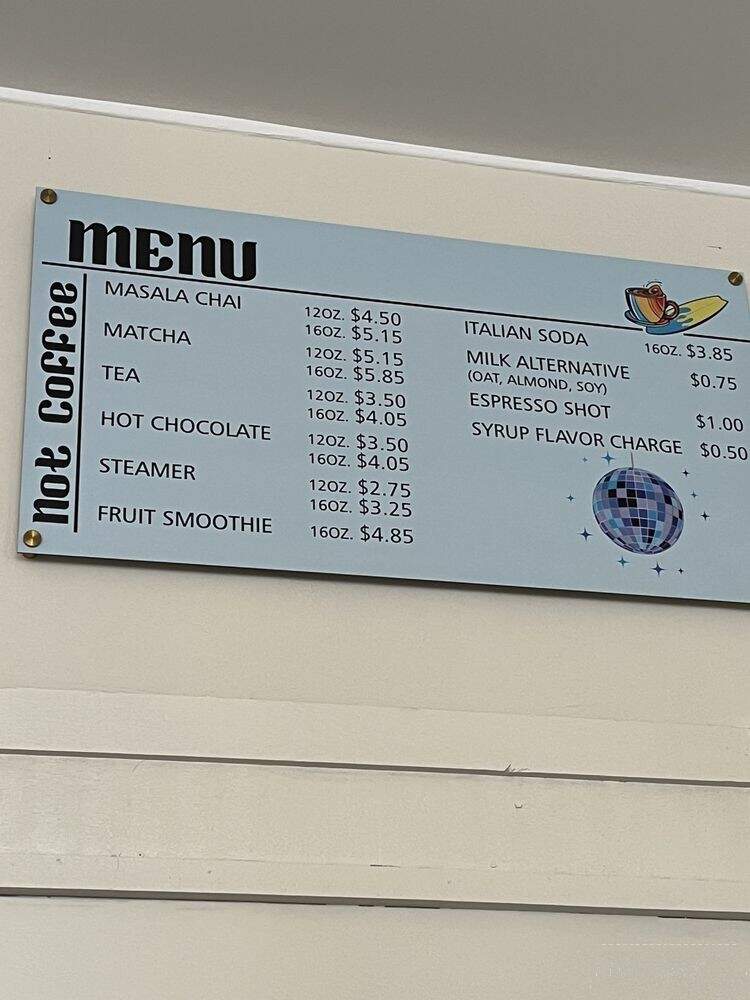 MENU
Not Coffee
MASALA CHAI
12OZ. $4.50
16OZ. $5.15
MATCHA
12OZ. $5.15
16OZ. $5.85
TEA
12OZ. $3.50
16OZ. $4.05
HOT CHOCOLATE
12OZ. $3.50
16OZ. $4.05
STEAMER
12OZ. $2.75
16OZ. $3.25
FRUIT SMOOTHIE
16OZ. $4.85
ITALIAN SODA 16OZ. $3.85
MILK ALTERNATIVE $0.75
(OAT, ALMOND, SOY)
ESPRESSO SHOT $1.00
SYRUP FLAVOR CHARGE $0.50